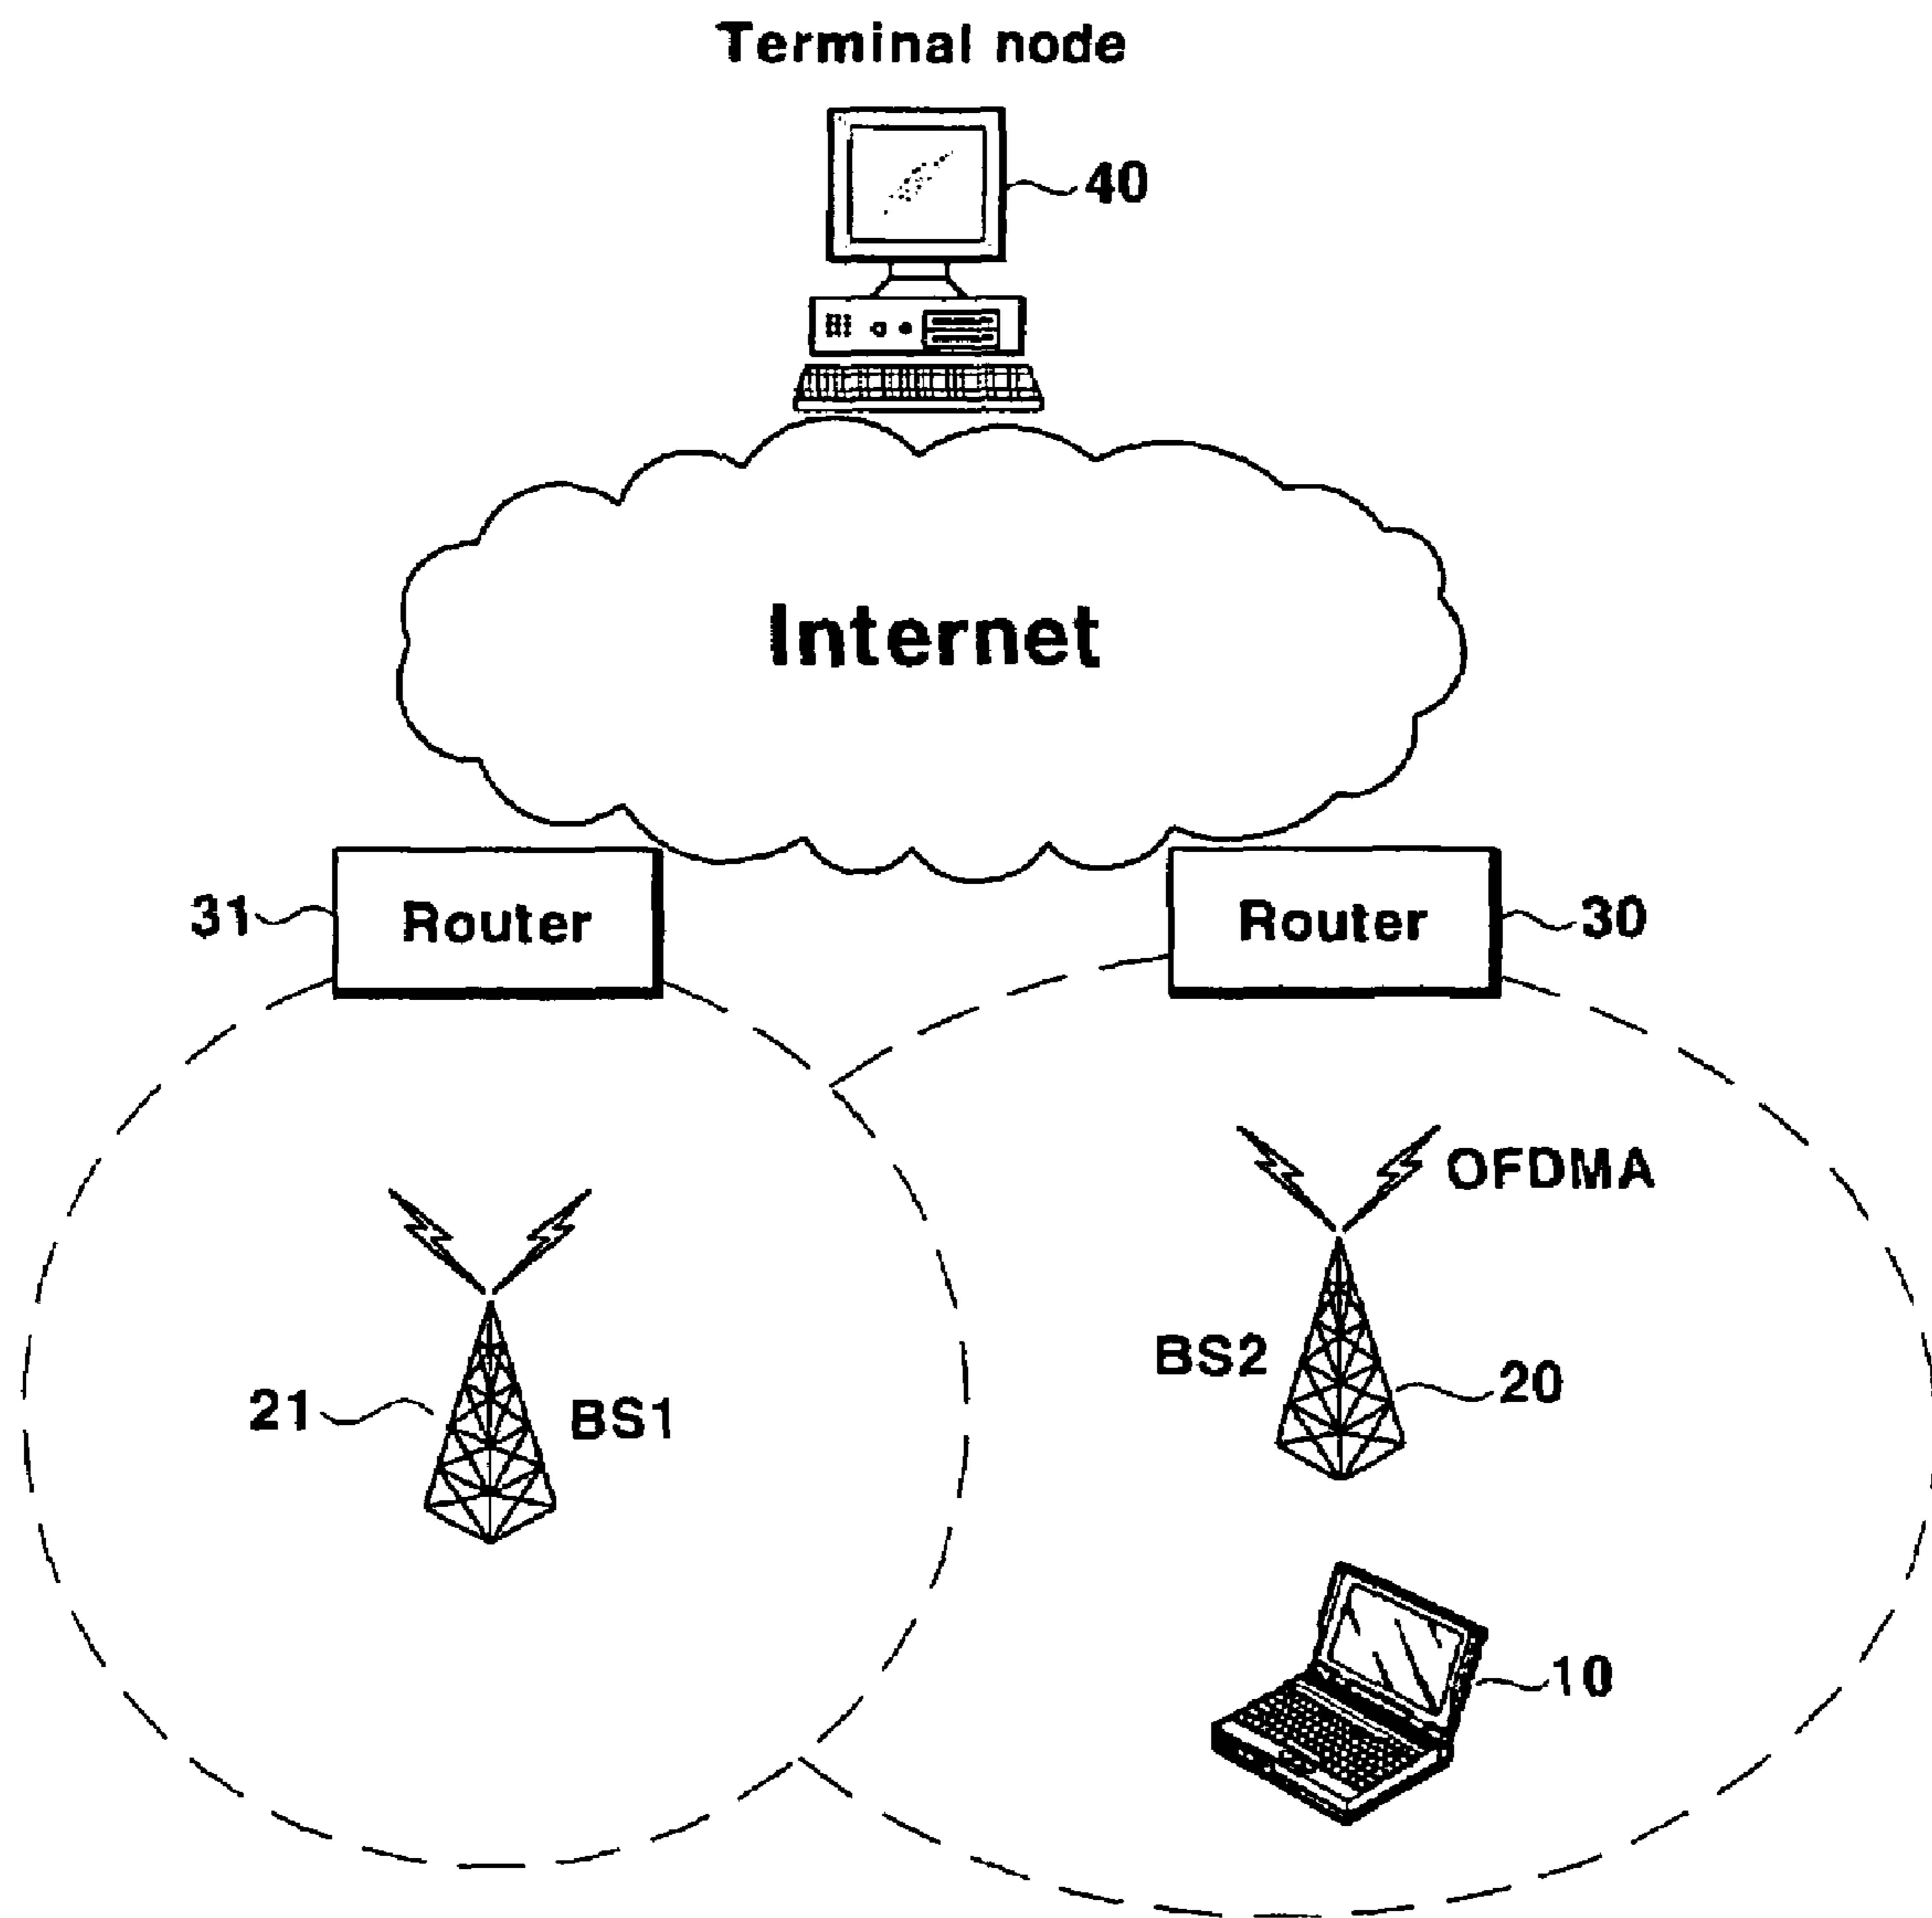 Terminal node
40
Internet
31
Router
Router
30
OFDMA
BS2
20
21
BS1
10